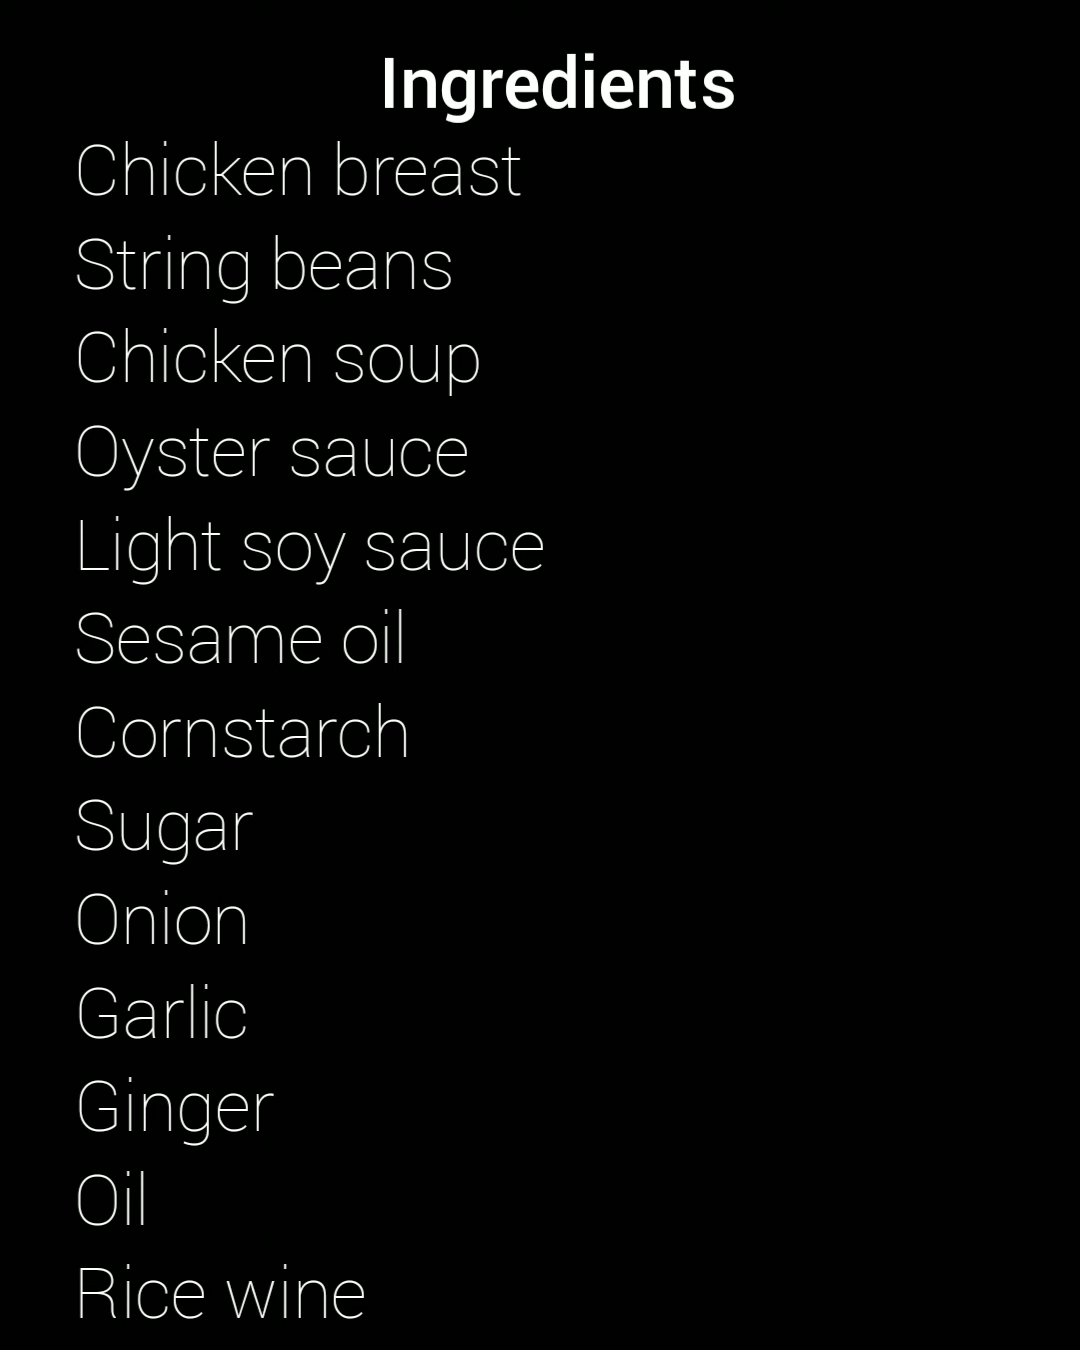 Ingredients
Chicken breast
String beans
Chicken soup
Oyster sauce
Light soy sauce
Sesame oil
Cornstarch
Sugar
Onion
Garlic
Ginger
Oil
Rice wine